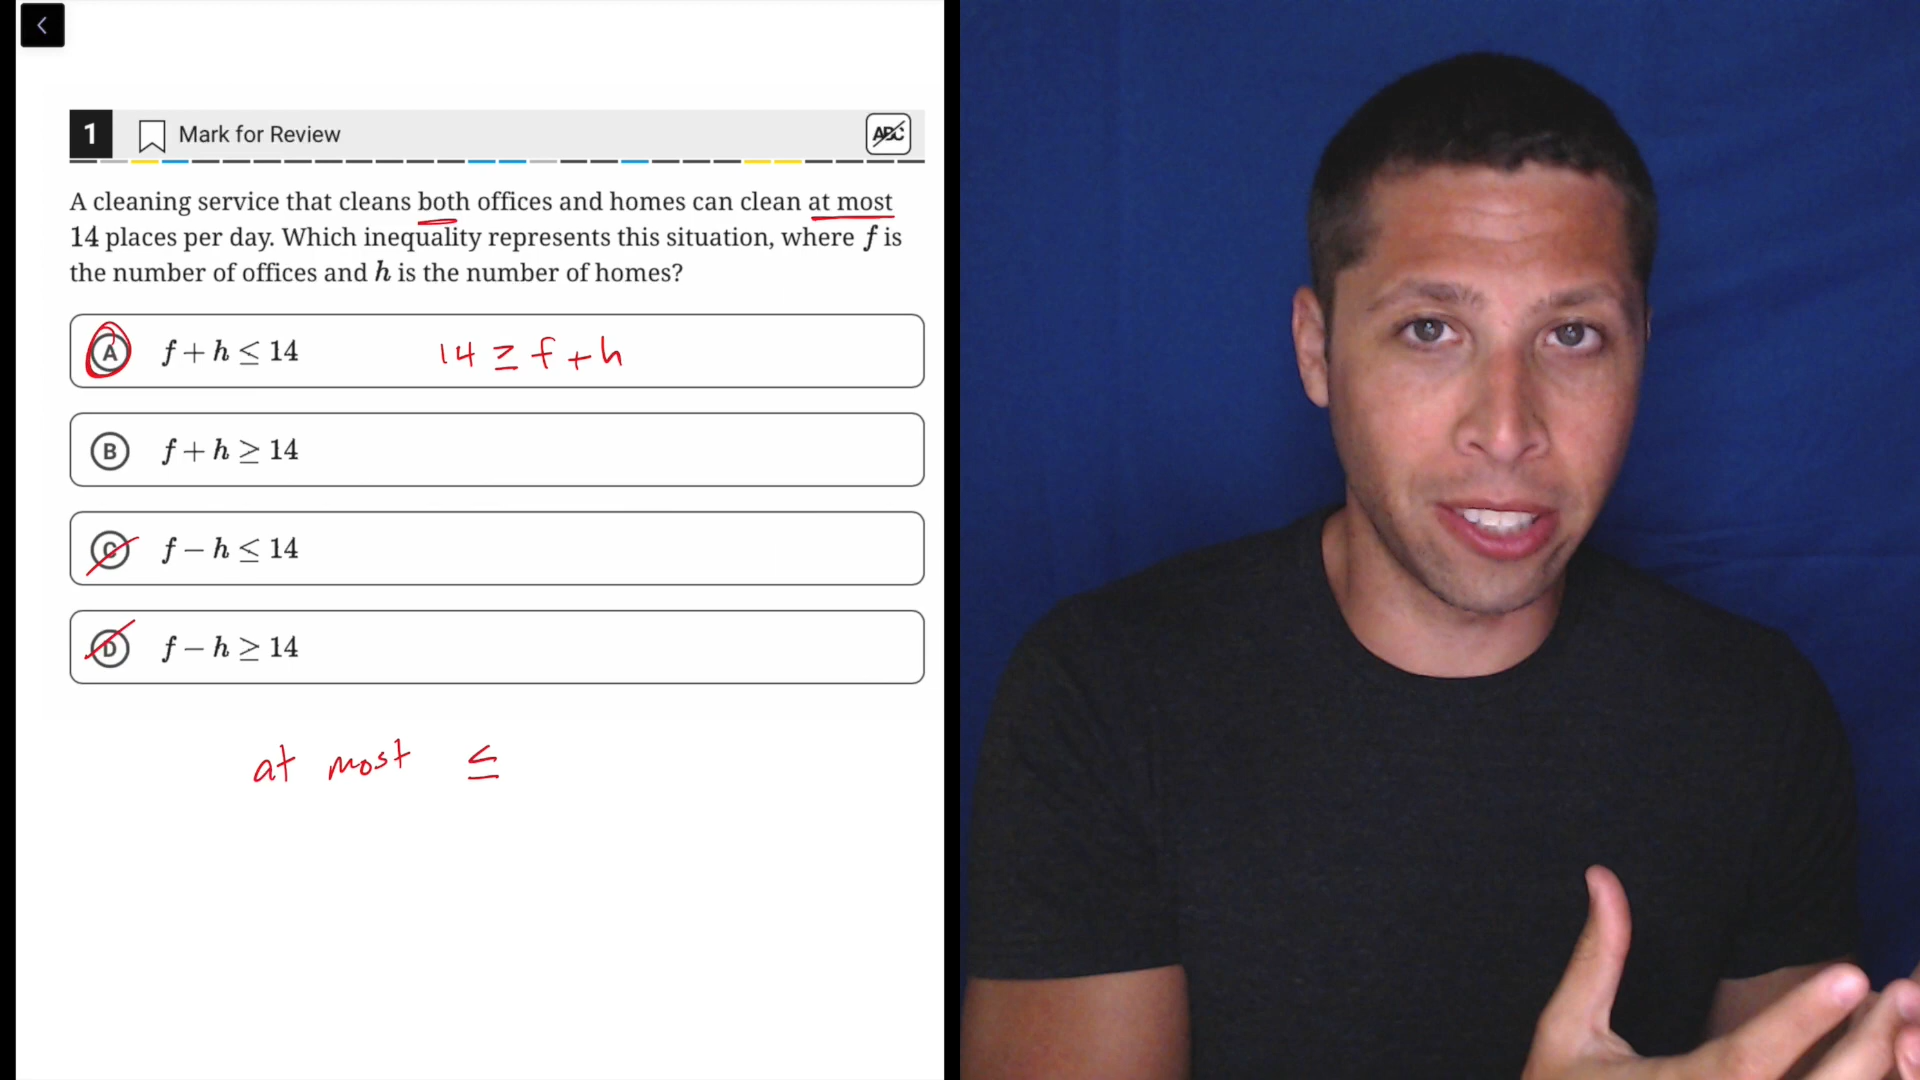 1 Mark for Review ABC
A cleaning service that cleans both offices and homes can clean at most
14 places per day. Which inequality represents this situation, where f is
the number of offices and h is the number of homes?
A f + h ≤ 14 14 ≥ f + h
B f + h ≥ 14
C f − h ≤ 14
D f − h ≥ 14
at most ≤